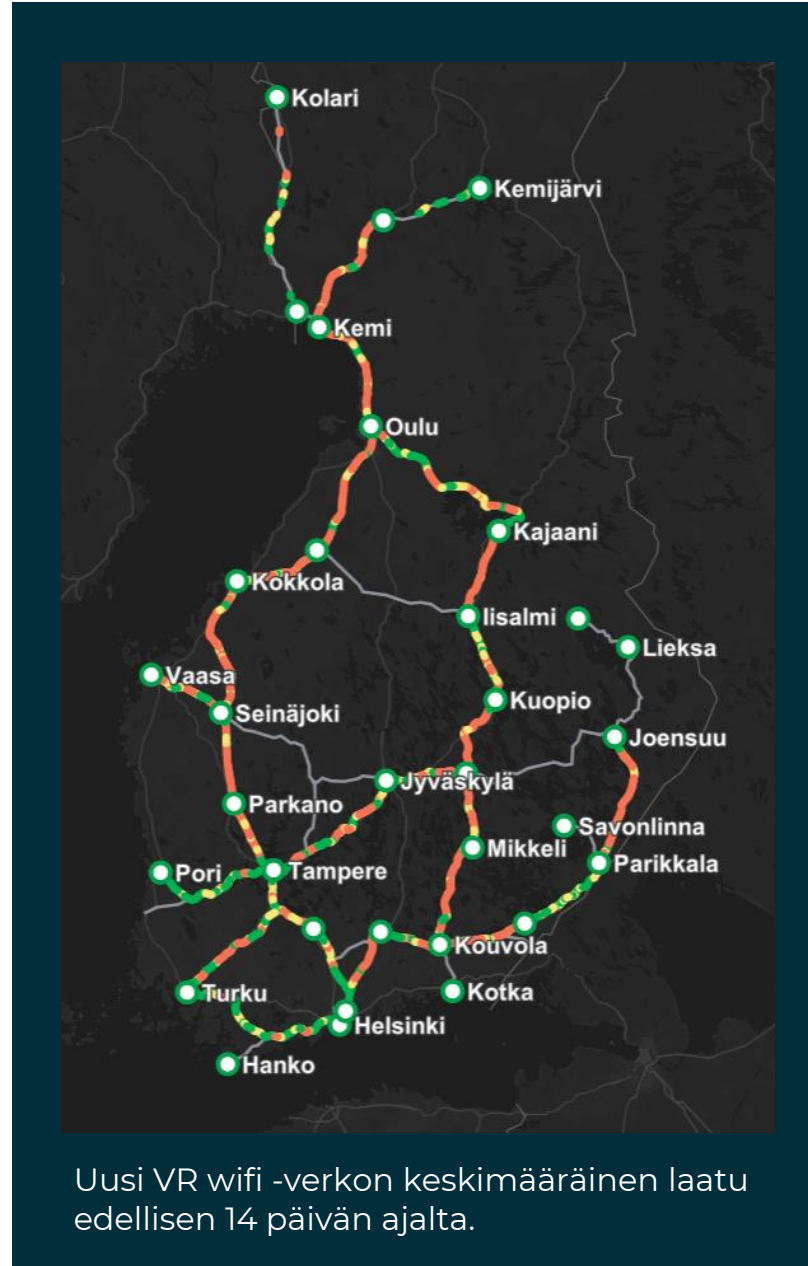 Kolari
Kemijärvi
Kemi
Oulu
Kajaani
Kokkola
Iisalmi
Lieksa
Vaasa
Kuopio
Seinäjoki
Joensuu
Jyväskylä
Parkano
Savonlinna
Mikkeli
Parikkala
Pori
Tampere
Kouvola
Turku
Kotka
Helsinki
Hanko
Uusi VR wifi -verkon keskimääräinen laatu
edellisen 14 päivän ajalta.